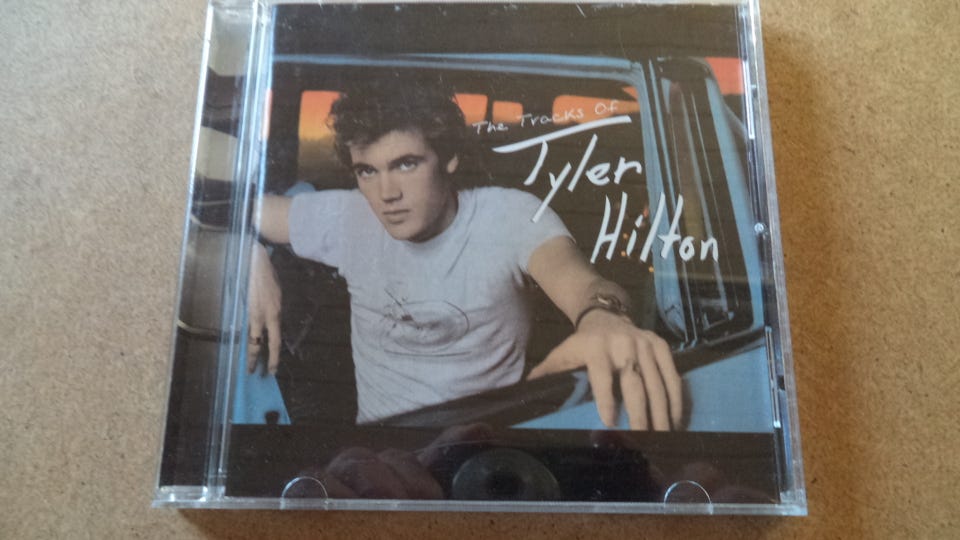 The Tracks Of
Tyler
Hilton